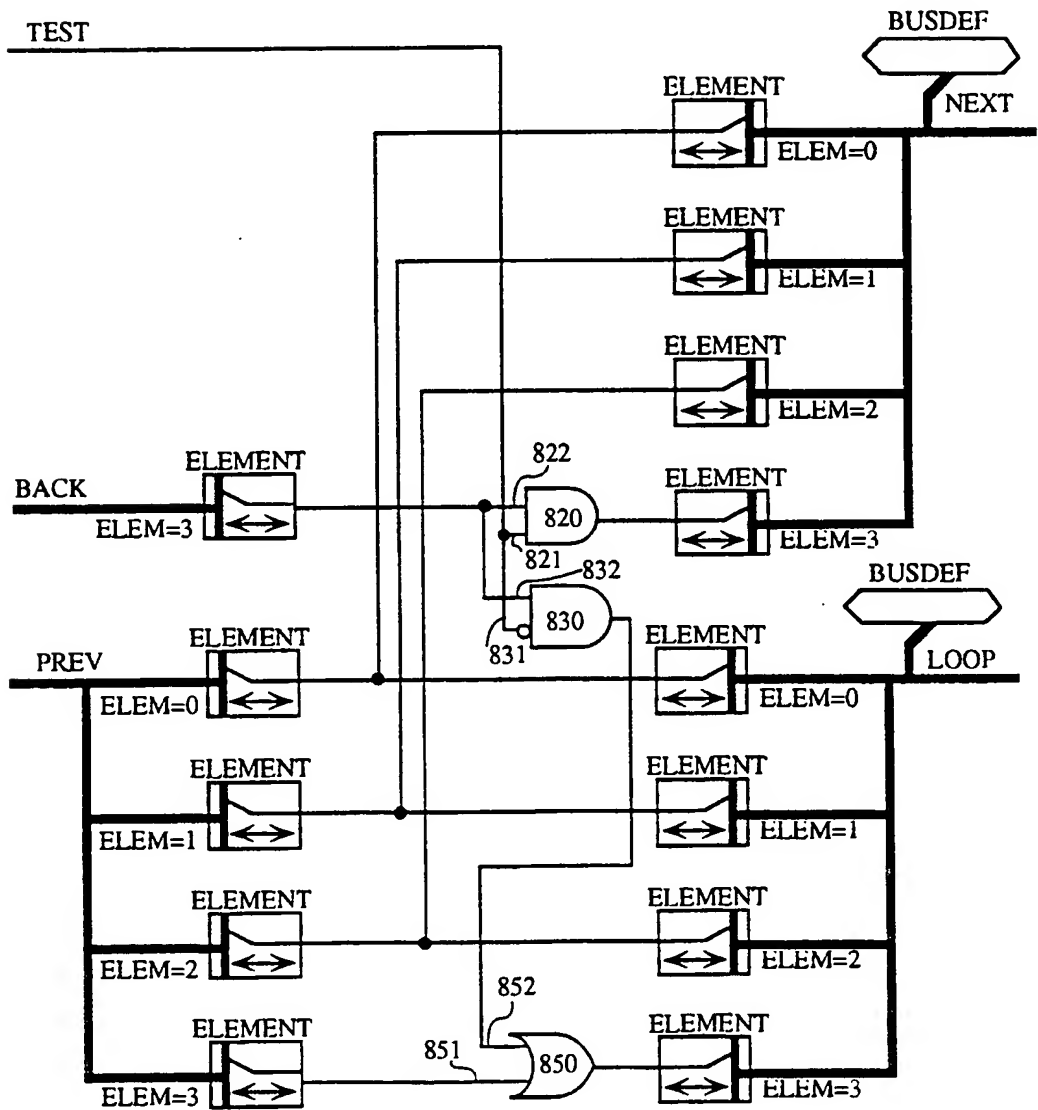 TEST
BUSDEF
ELEMENT
NEXT
ELEM=0
ELEMENT
ELEM=1
ELEMENT
ELEM=2
ELEMENT
822
ELEMENT
BACK
820
ELEM=3
821
ELEM=3
832
BUSDEF
830
ELEMENT
831
ELEMENT
PREV
LOOP
ELEM=0
ELEM=0
ELEMENT
ELEMENT
ELEM=1
ELEM=1
ELEMENT
ELEMENT
ELEM=2
ELEM=2
852
ELEMENT
ELEMENT
851
850
ELEM=3
ELEM=3